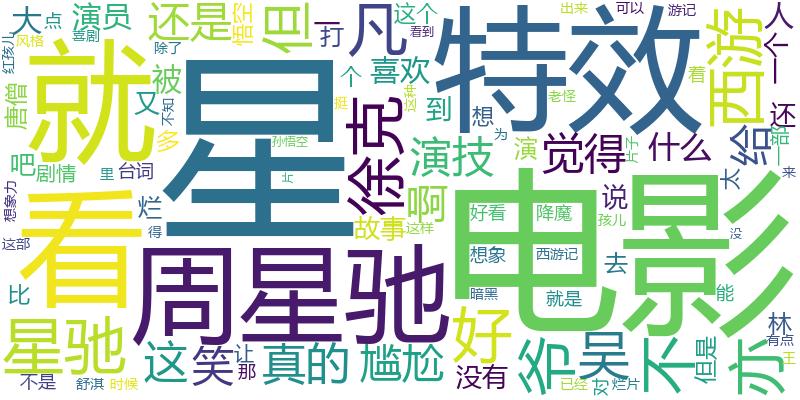 大
点
演员
还是
悟空
但
一
打
凡
这个
看到
特效
出来
可以
游记
西游
人
一个
红孩儿
风格
喜剧
除了
就
星
个
喜欢
着
还
唐僧
被
又
多
不知
徐克
到
这种
挺
想
老怪
为
给
一部
吧
剧情
里
台词
孙悟空
片
演技
演
觉得
什么
片子
太
来
想象力
这部
看
烂
得
故事
这样
啊
好看
降魔
孩儿
说
电影
没
比
周星驰
想象
西游记
暗黑
就是
去
能
星驰
这
笑
让
那
真的
尴尬
好
没有
爷
吴
不
但是
亦
林
有点
王
不是
舒淇
时候
已经
对
烂片